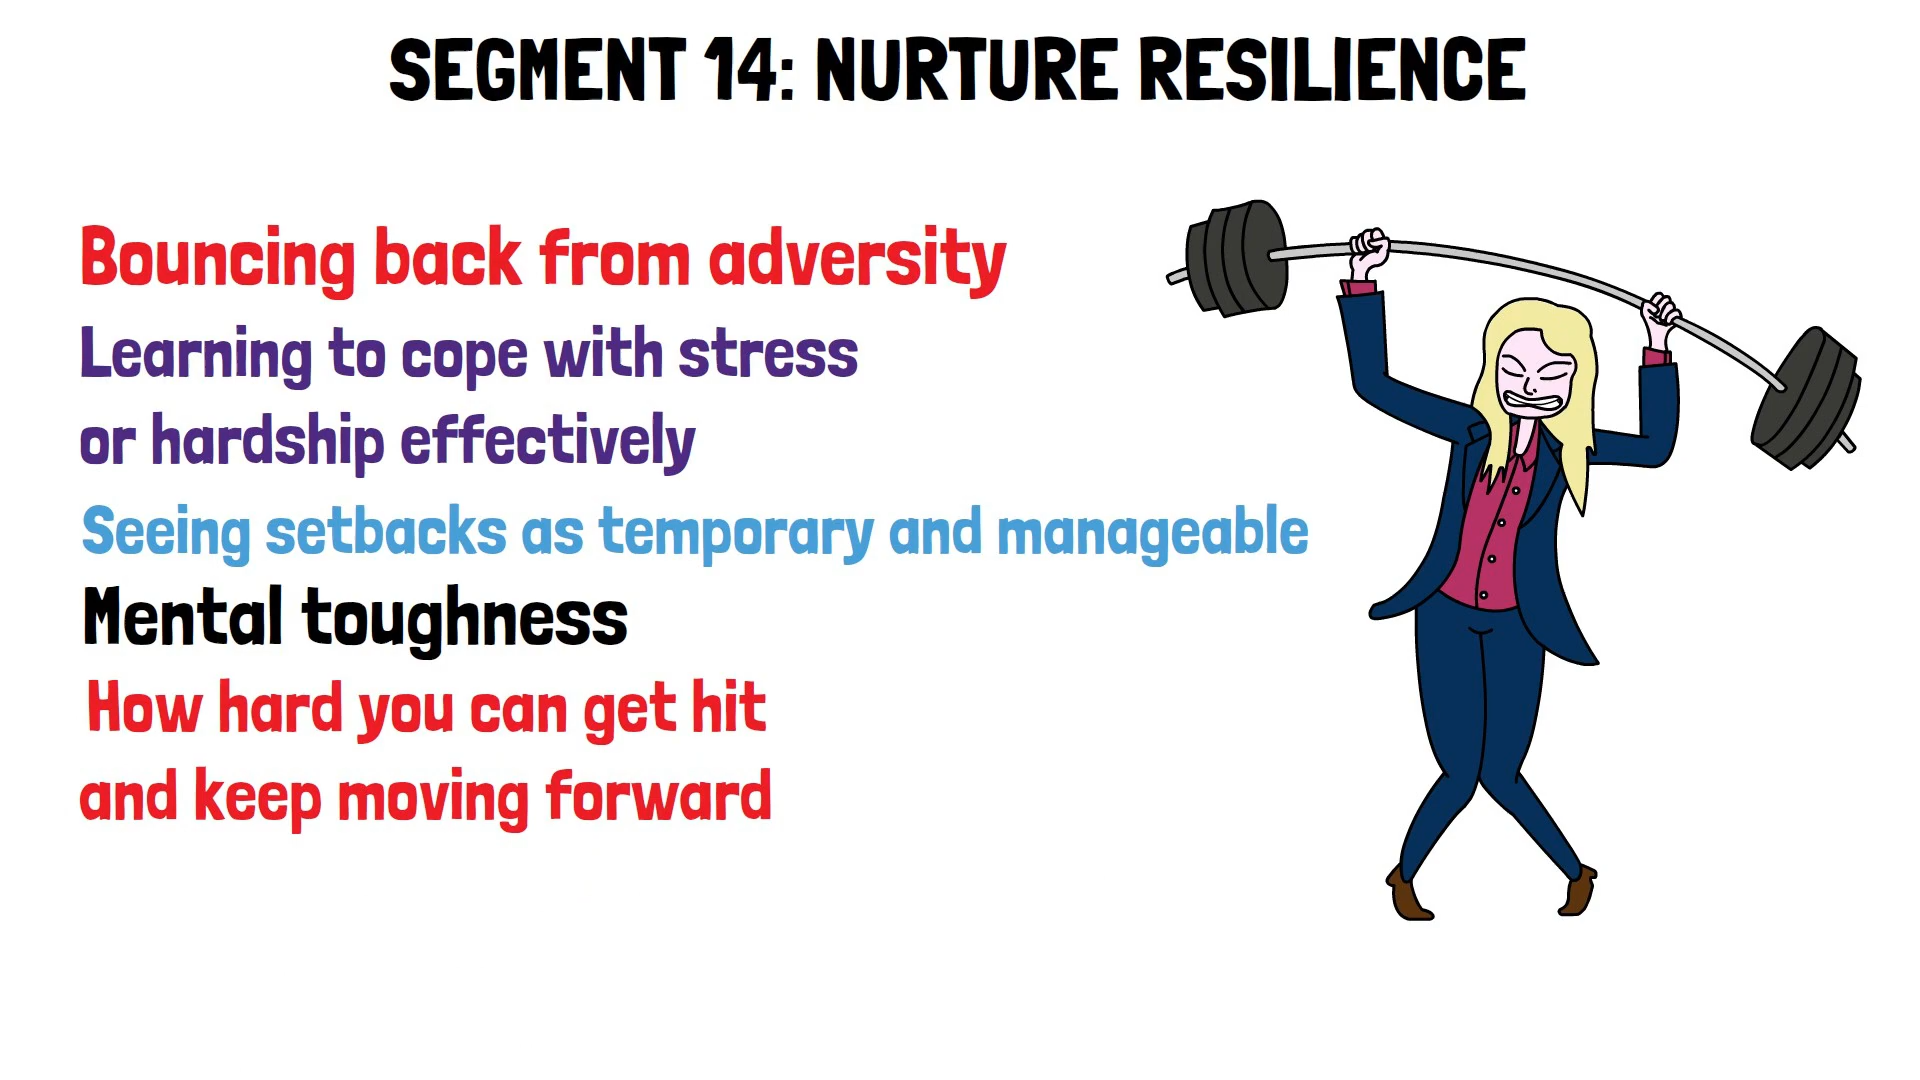 SEGMENT 14: NURTURE RESILIENCE
Bouncing back from adversity
Learning to cope with stress
or hardship effectively
Seeing setbacks as temporary and manageable
Mental toughness
How hard you can get hit
and keep moving forward